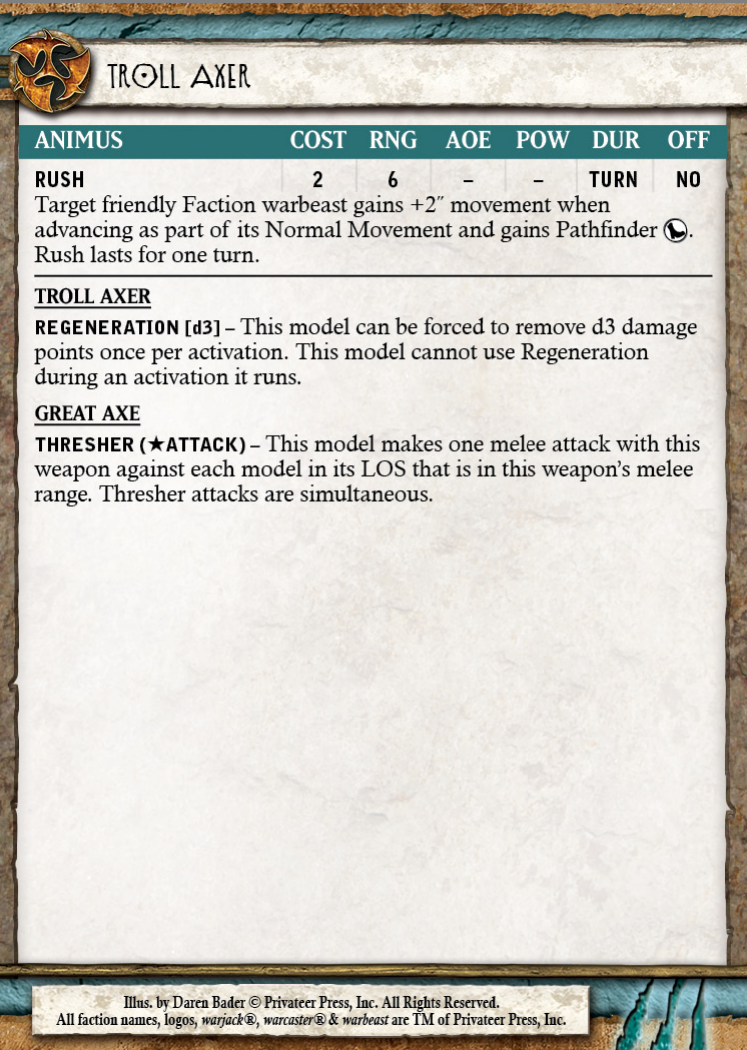 TROLL AXER
ANIMUS COST RNG AOE POW DUR OFF
RUSH 2 6 – – TURN NO
Target friendly Faction warbeast gains +2˝ movement when
advancing as part of its Normal Movement and gains Pathfinder .
Rush lasts for one turn.
TROLL AXER
REGENERATION [d3] – This model can be forced to remove d3 damage
points once per activation. This model cannot use Regeneration
during an activation it runs.
GREAT AXE
THRESHER (★ATTACK) – This model makes one melee attack with this
weapon against each model in its LOS that is in this weapon’s melee
range. Thresher attacks are simultaneous.
Illus. by Daren Bader © Privateer Press, Inc. All Rights Reserved.
All faction names, logos, warjack®, warcaster® & warbeast are TM of Privateer Press, Inc.